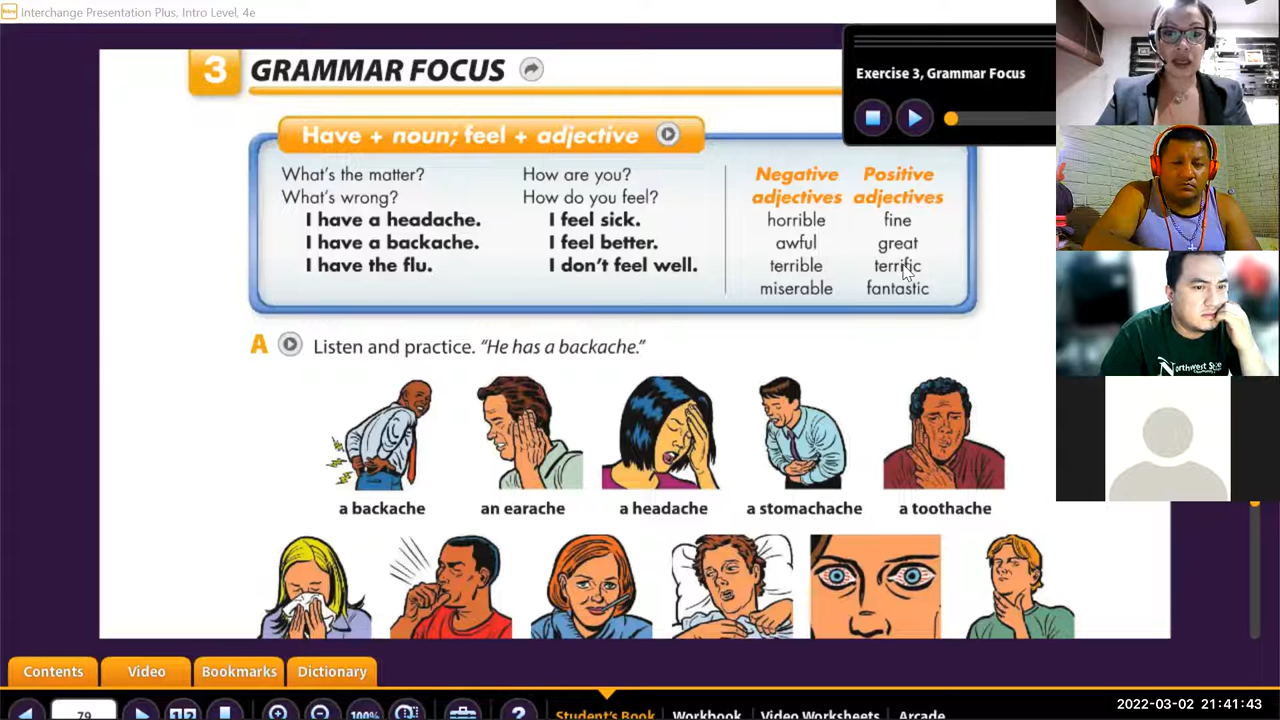 Interchange Presentation Plus, Intro Level, 4e
3 GRAMMAR FOCUS
Exercise 3, Grammar Focus
Have + noun; feel + adjective
What's the matter?
What's wrong?
I have a headache.
I have a backache.
I have the flu.
How are you?
How do you feel?
I feel sick.
I feel better.
I don't feel well.
Negative adjectives
horrible
awful
terrible
miserable
Positive adjectives
fine
great
terrific
fantastic
A Listen and practice. "He has a backache."
a backache
an earache
a headache
a stomachache
a toothache
Northwest
Contents
Video
Bookmarks
Dictionary
79
100%
?
Student's Book
Workbook
Video Worksheets
Arcade
2022-03-02 21:41:43